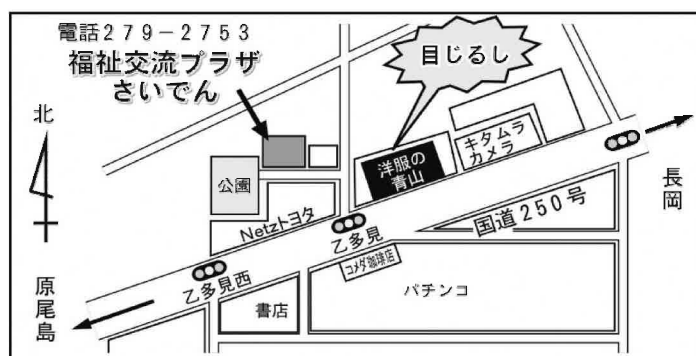 電話279-2753
福祉交流プラザ
さいでん
目じるし
北
キタムラ
カメラ
洋服の
青山
長岡
公園
国道250号
Netzトヨタ
乙多見
コメダ珈琲店
乙多見西
パチンコ
書店
原尾島